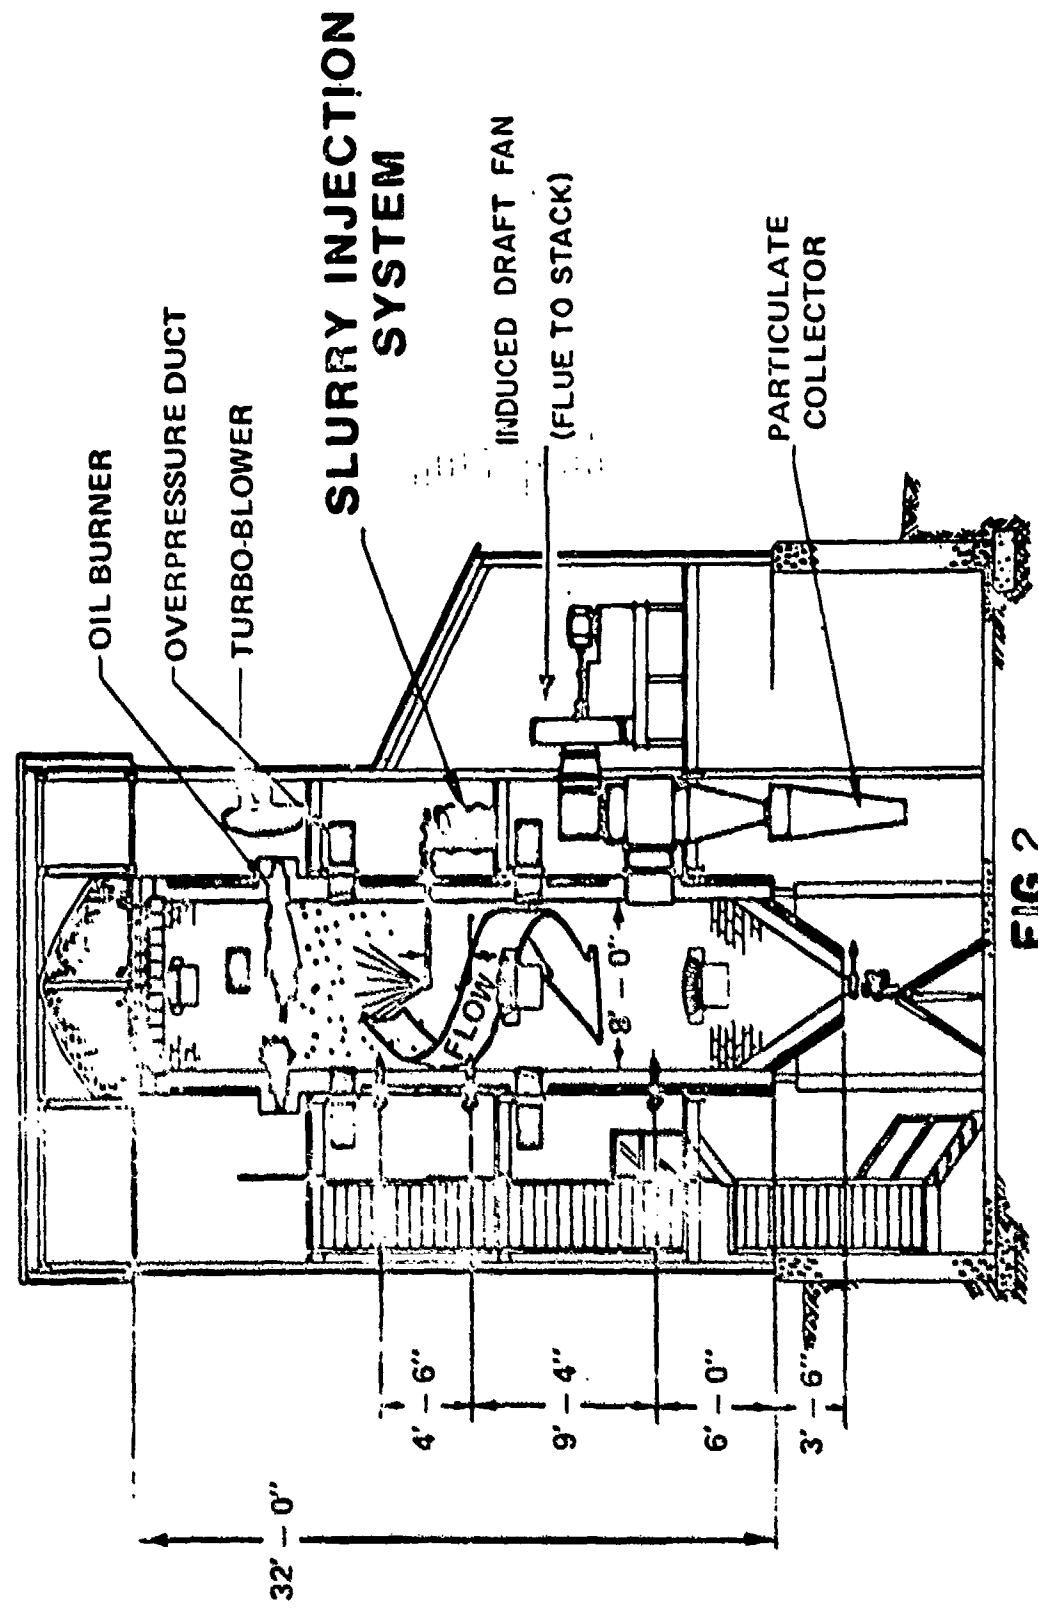 OIL BURNER
OVERPRESSURE DUCT
TURBO-BLOWER
SLURRY INJECTION
SYSTEM
INDUCED DRAFT FAN
(FLUE TO STACK)
PARTICULATE
COLLECTOR
FLOW
8' – 0"
32' – 0"
4' – 6"
9' – 4"
6' – 0"
3' – 6"
FIG 2